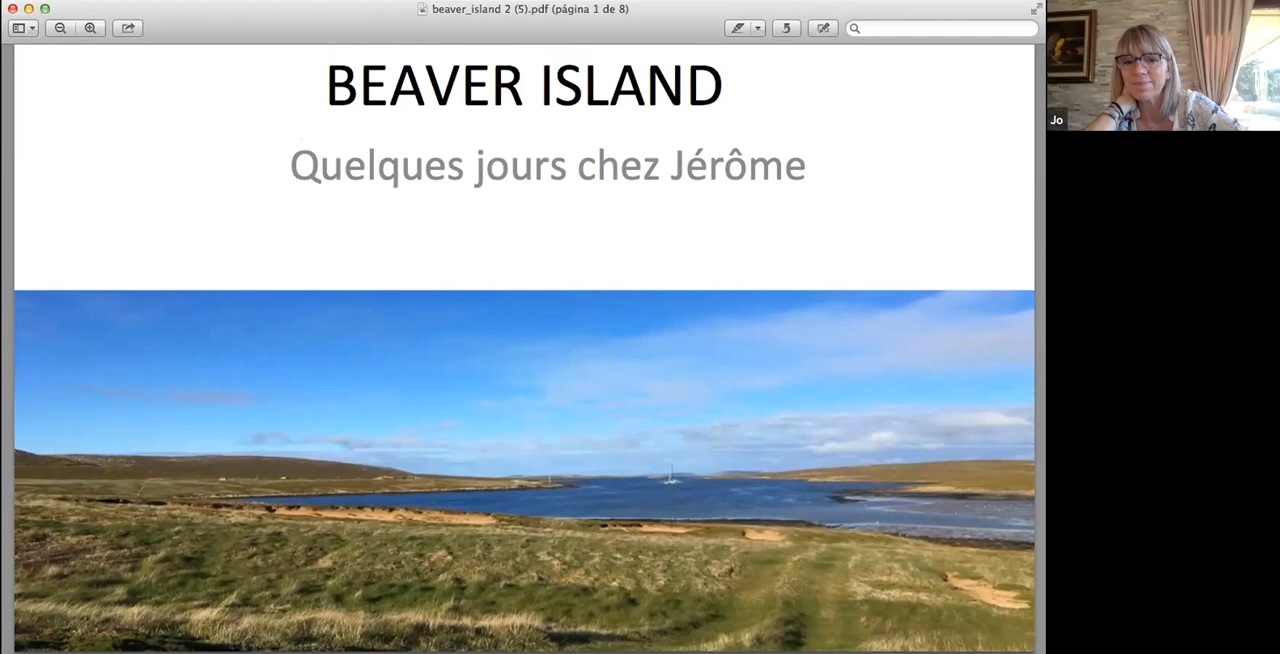 beaver_island 2 (5).pdf (página 1 de 8)
BEAVER ISLAND
Quelques jours chez Jérôme
Jo